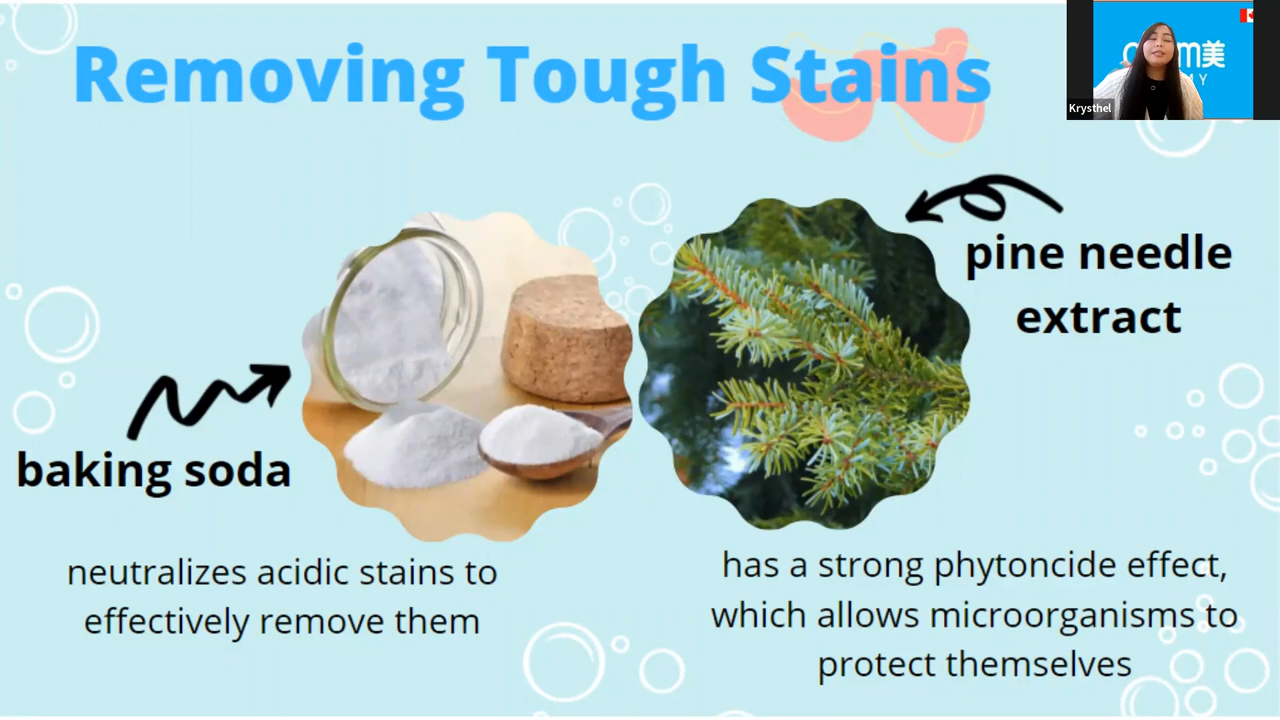 Removing Tough Stains
Krysthel
美
pine needle
extract
baking soda
neutralizes acidic stains to
effectively remove them
has a strong phytoncide effect,
which allows microorganisms to
protect themselves